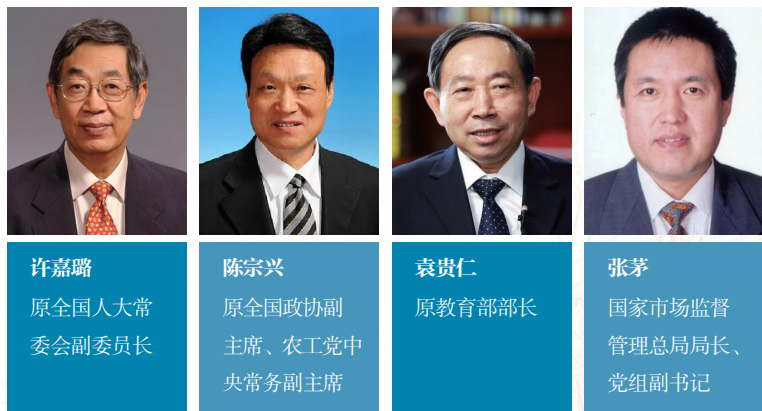 许嘉璐
原全国人大常
委会副委员长
陈宗兴
原全国政协副
主席、农工党中
央常务副主席
袁贵仁
原教育部部长
张茅
国家市场监督
管理总局局长、
党组副书记